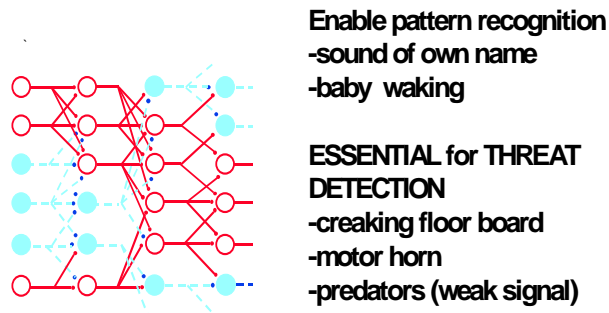 Enable pattern recognition
-sound of own name
-baby waking
ESSENTIAL for THREAT
DETECTION
-creaking floor board
-motor horn
-predators (weak signal)